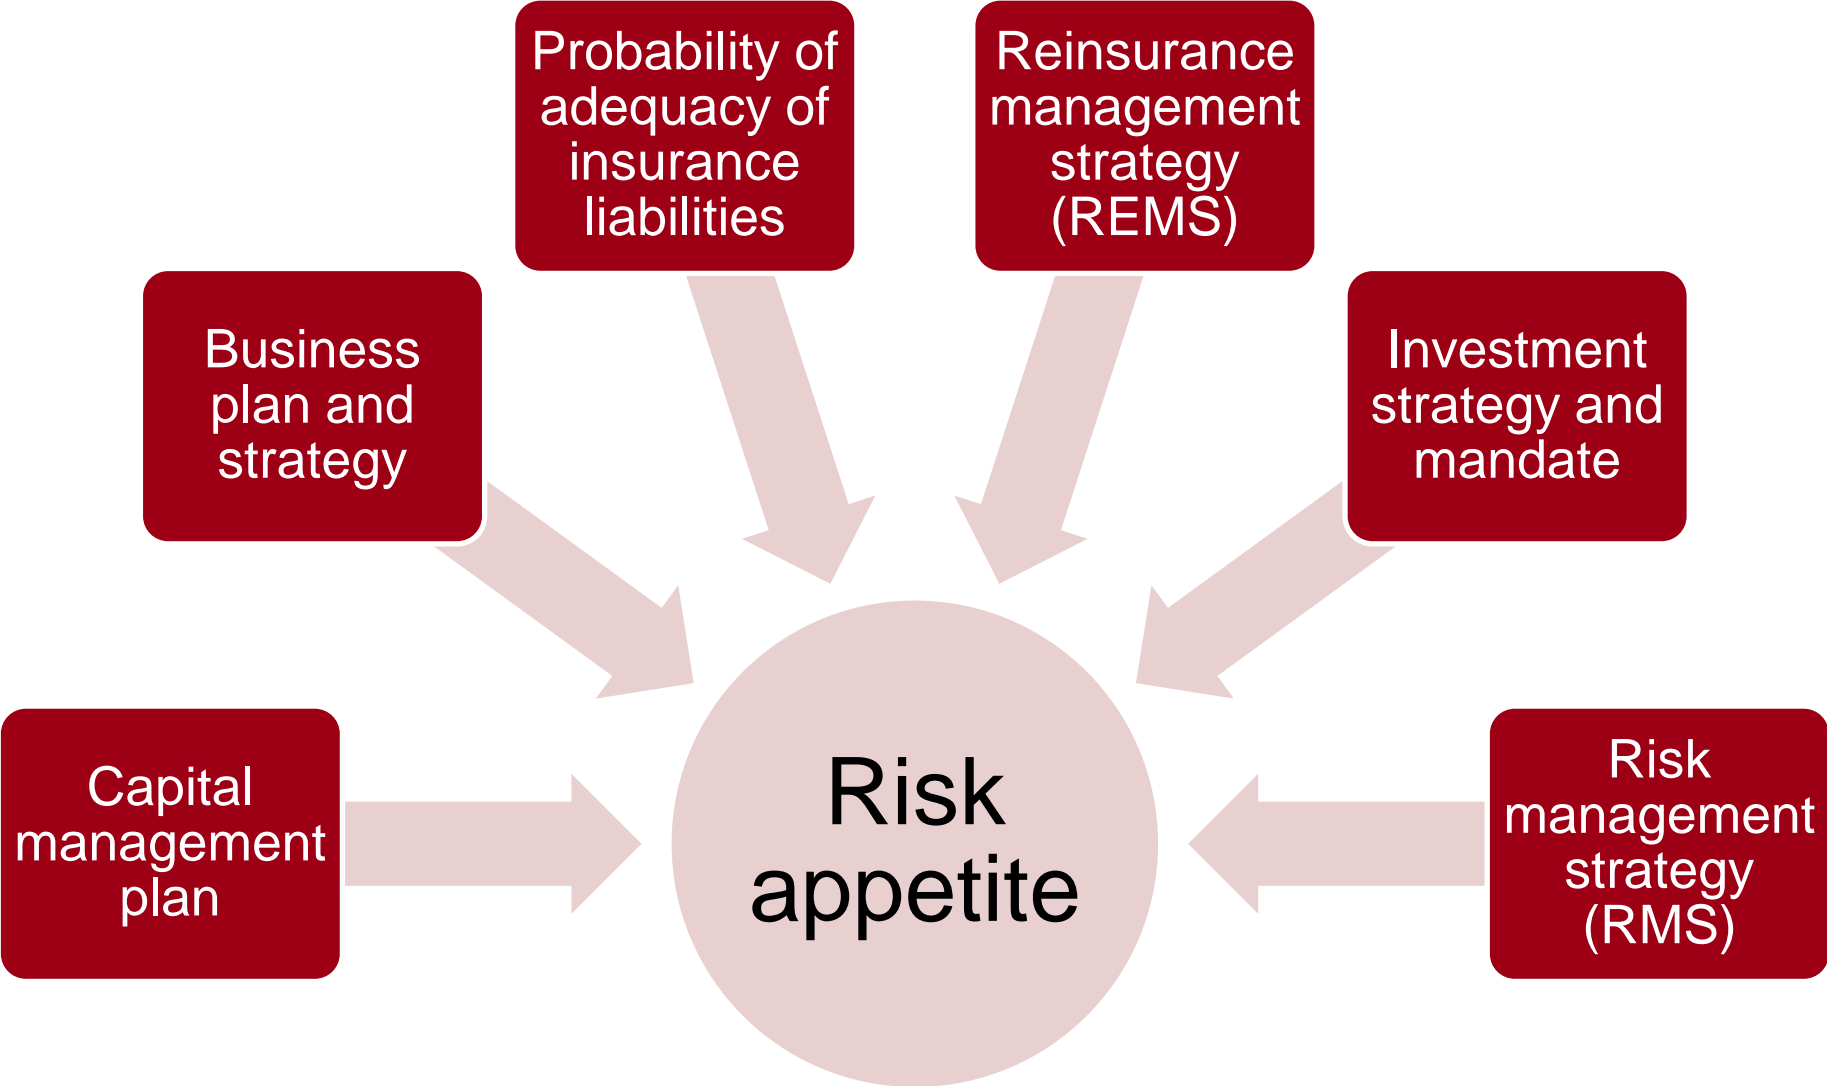 Probability of
adequacy of
insurance
liabilities
Reinsurance
management
strategy
(REMS)
Business
plan and
strategy
Investment
strategy and
mandate
Capital
management
plan
Risk
appetite
Risk
management
strategy
(RMS)